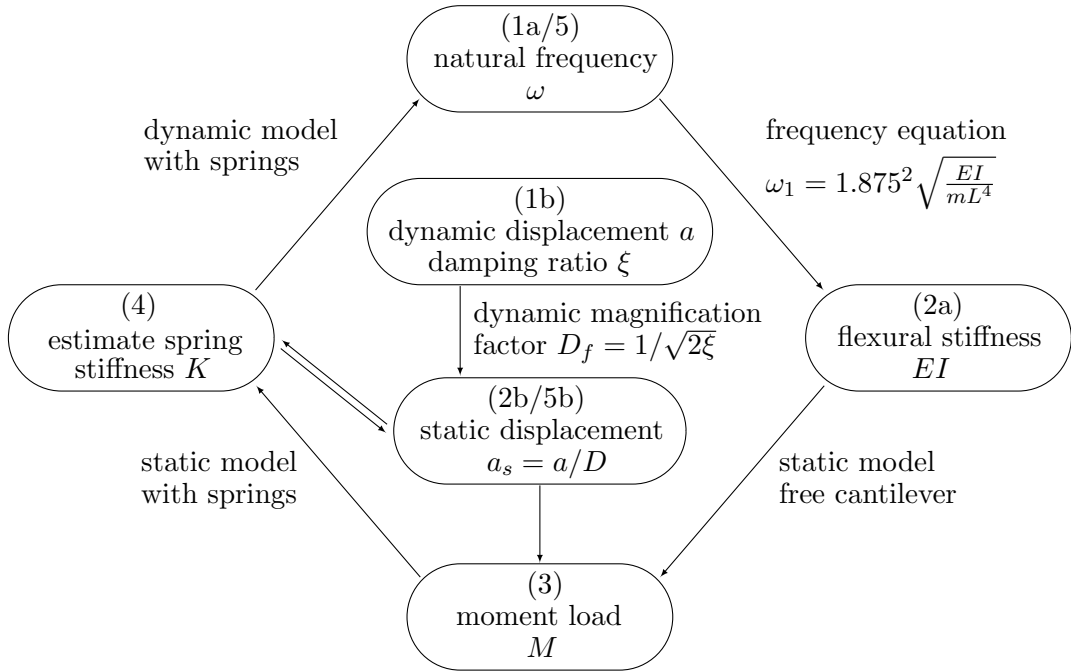 (1a/5)
natural frequency
ω
dynamic model
with springs
frequency equation
ω₁ = 1.875²√(EI/mL⁴)
(1b)
dynamic displacement a
damping ratio ξ
(4)
estimate spring
stiffness K
dynamic magnification
factor D_f = 1/√2ξ
(2a)
flexural stiffness
EI
(2b/5b)
static displacement
a_s = a/D
static model
with springs
static model
free cantilever
(3)
moment load
M